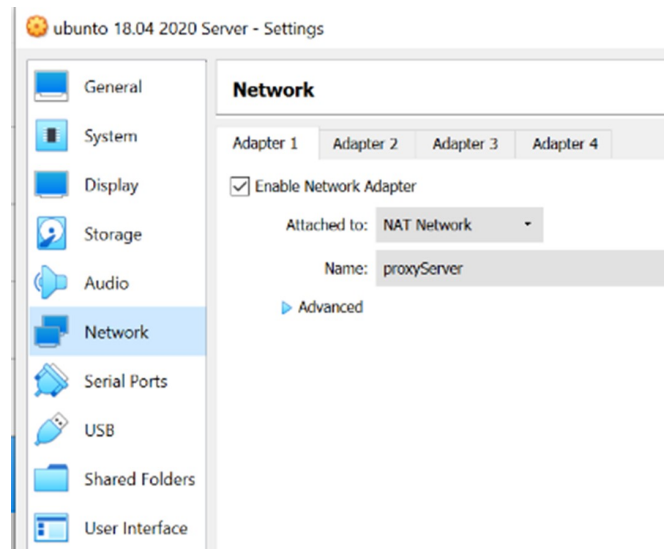 ubunto 18.04 2020 Server - Settings
General
System
Display
Storage
Audio
Network
Serial Ports
USB
Shared Folders
User Interface
Network
Adapter 1 Adapter 2 Adapter 3 Adapter 4
Enable Network Adapter
Attached to: NAT Network
Name: proxyServer
Advanced